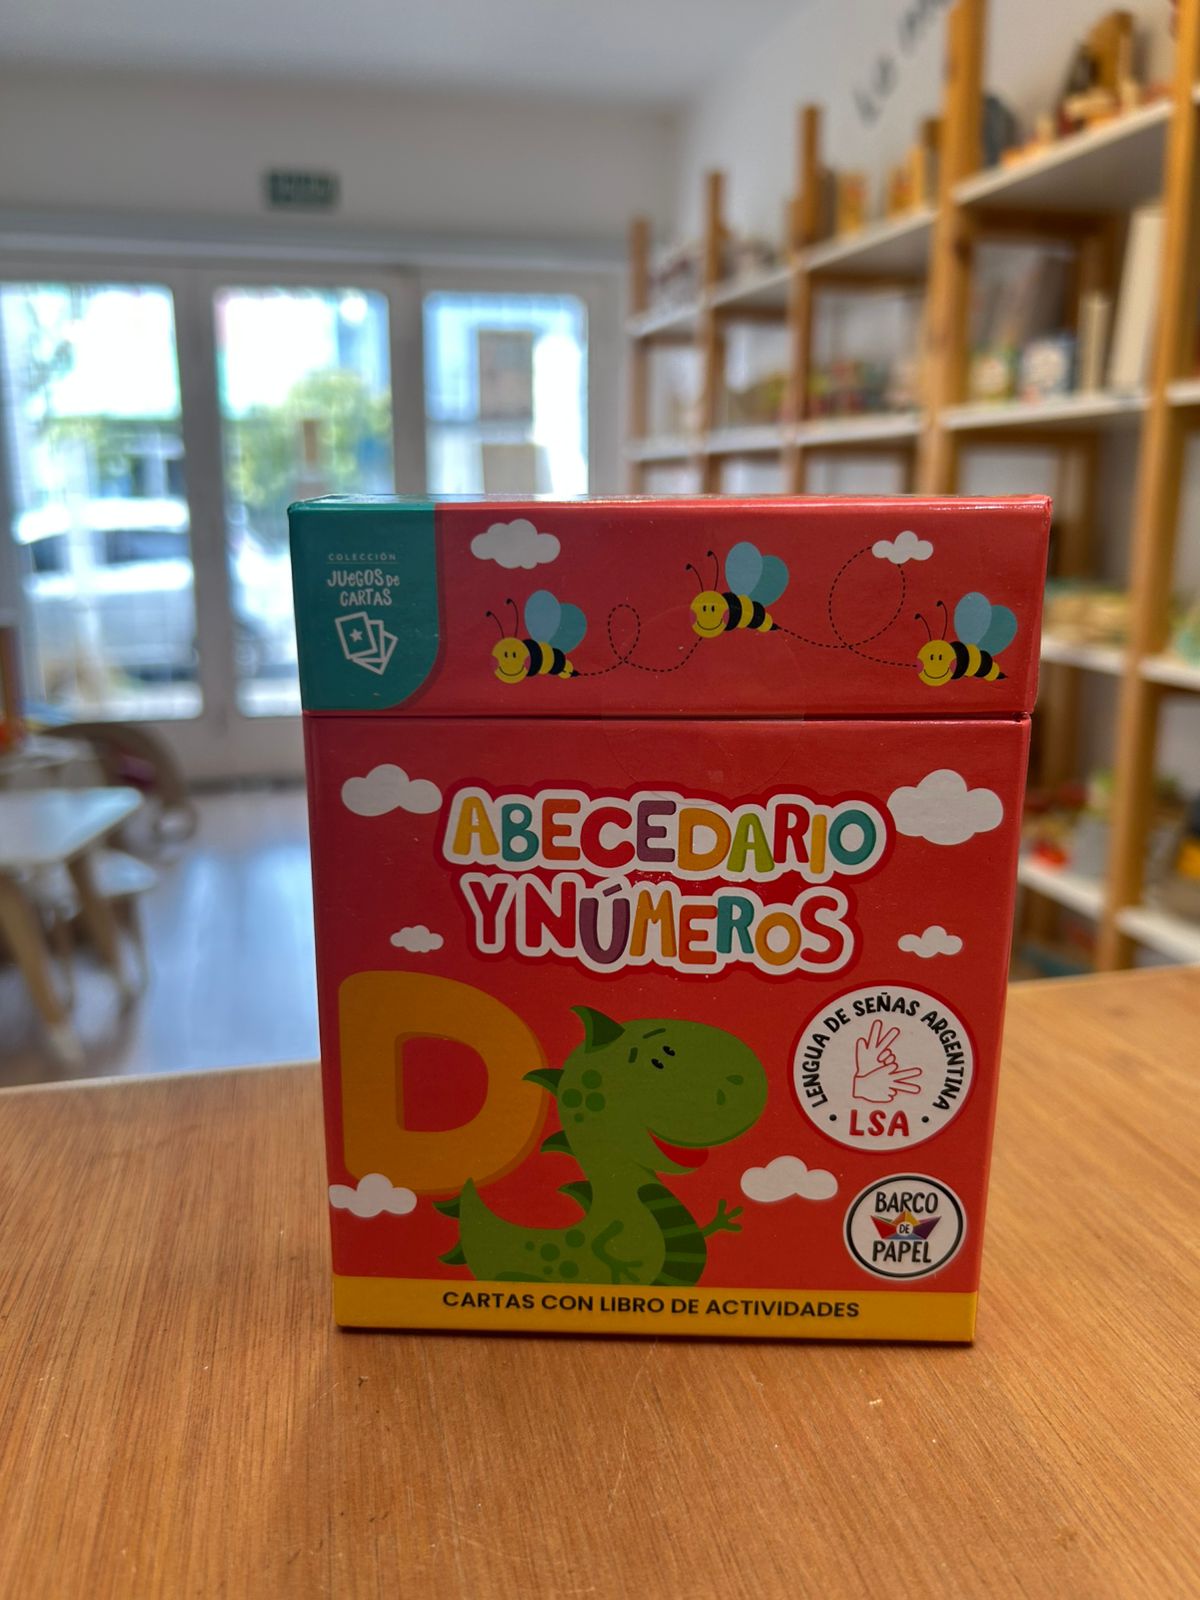 COLECCIÓN
JUEGOS DE
CARTAS
ABECEDARIO
Y NÚMEROS
D
LENGUA DE SEÑAS ARGENTINA
LSA
BARCO
DE
PAPEL
CARTAS CON LIBRO DE ACTIVIDADES